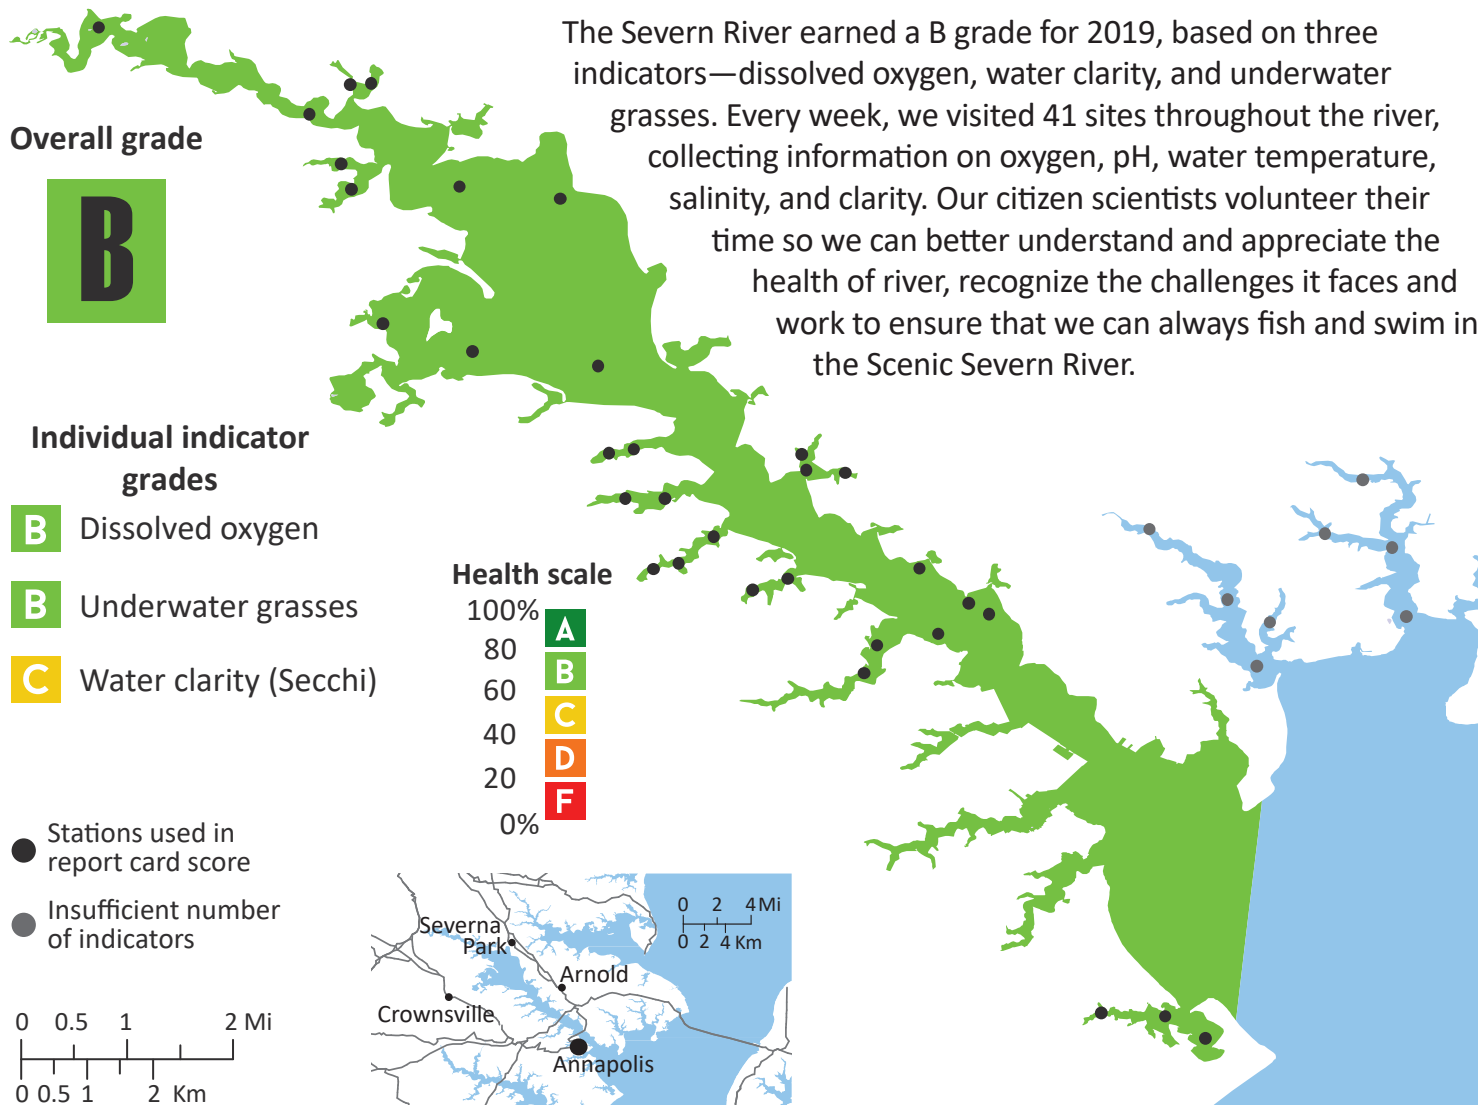 The Severn River earned a B grade for 2019, based on three
indicators—dissolved oxygen, water clarity, and underwater
grasses. Every week, we visited 41 sites throughout the river,
collecting information on oxygen, pH, water temperature,
salinity, and clarity. Our citizen scientists volunteer their
time so we can better understand and appreciate the
health of river, recognize the challenges it faces and
work to ensure that we can always fish and swim in
the Scenic Severn River.
Overall grade
B
Individual indicator
grades
B Dissolved oxygen
B Underwater grasses
C Water clarity (Secchi)
Health scale
100%
A
80
B
60
C
40
D
20
F
0%
Stations used in
report card score
Insufficient number
of indicators
0 0.5 1 2 Mi
0 0.5 1 2 Km
Severna
Park
Arnold
Crownsville
Annapolis
0 2 4 Mi
0 2 4 Km